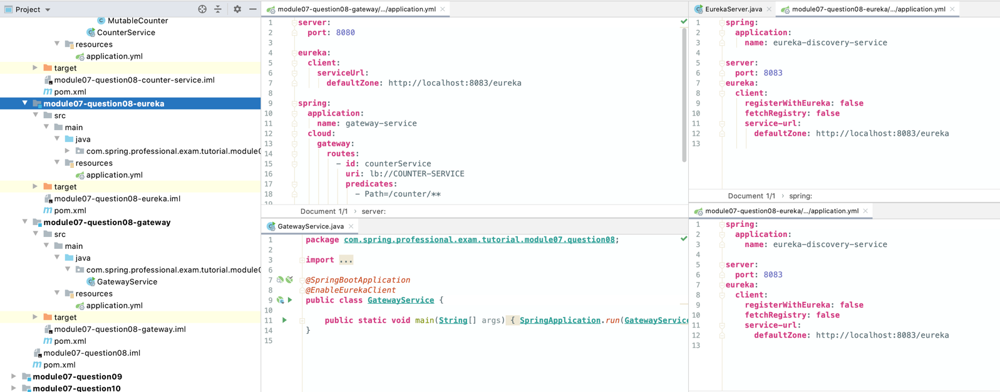 Project
MutableCounter
CounterService
resources
application.yml
target
module07-question08-counter-service.iml
pom.xml
module07-question08-eureka
src
main
java
com.spring.professional.exam.tutorial.module0
resources
application.yml
target
module07-question08-eureka.iml
pom.xml
module07-question08-gateway
src
main
java
com.spring.professional.exam.tutorial.module0
GatewayService
resources
application.yml
target
module07-question08-gateway.iml
pom.xml
module07-question08.iml
pom.xml
module07-question09
module07-question10
module07-question08-gateway/.../application.yml
1 server:
2 port: 8080
3
4 eureka:
5 client:
6 serviceUrl:
7 defaultZone: http://localhost:8083/eureka
8
9 spring:
10 application:
11 name: gateway-service
12 cloud:
13 gateway:
14 routes:
15 - id: counterService
16 uri: lb://COUNTER-SERVICE
17 predicates:
18 - Path=/counter/**
19
Document 1/1 › server:
GatewayService.java
1 package com.spring.professional.exam.tutorial.module07.question08;
2
3 import ...
6
7 @SpringBootApplication
8 @EnableEurekaClient
9 public class GatewayService {
10
11 public static void main(String[] args) { SpringApplication.run(GatewayService
14 }
15
EurekaServer.java
module07-question08-eureka/.../application.yml
1 spring:
2 application:
3 name: eureka-discovery-service
4
5 server:
6 port: 8083
7 eureka:
8 client:
9 registerWithEureka: false
10 fetchRegistry: false
11 service-url:
12 defaultZone: http://localhost:8083/eureka
13
Document 1/1 › spring:
module07-question08-eureka/.../application.yml
1 spring:
2 application:
3 name: eureka-discovery-service
4
5 server:
6 port: 8083
7 eureka:
8 client:
9 registerWithEureka: false
10 fetchRegistry: false
11 service-url:
12 defaultZone: http://localhost:8083/eureka
13